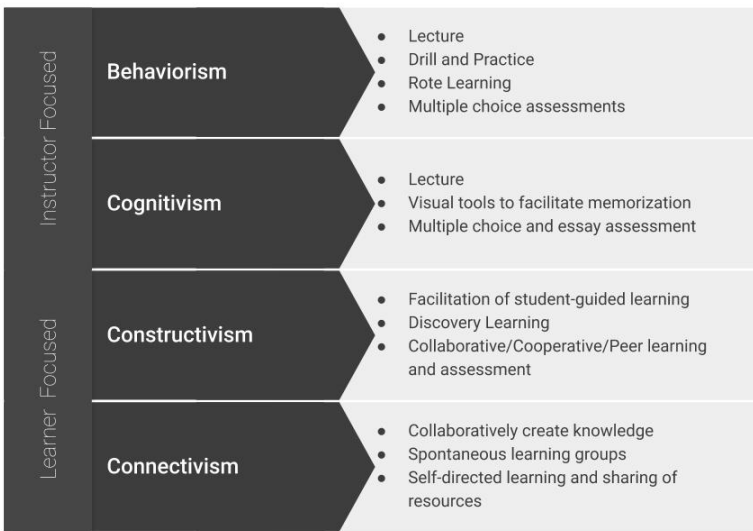 Instructor Focused
Behaviorism
● Lecture
● Drill and Practice
● Rote Learning
● Multiple choice assessments
Cognitivism
● Lecture
● Visual tools to facilitate memorization
● Multiple choice and essay assessment
Learner Focused
Constructivism
● Facilitation of student-guided learning
● Discovery Learning
● Collaborative/Cooperative/Peer learning
and assessment
Connectivism
● Collaboratively create knowledge
● Spontaneous learning groups
● Self-directed learning and sharing of
resources